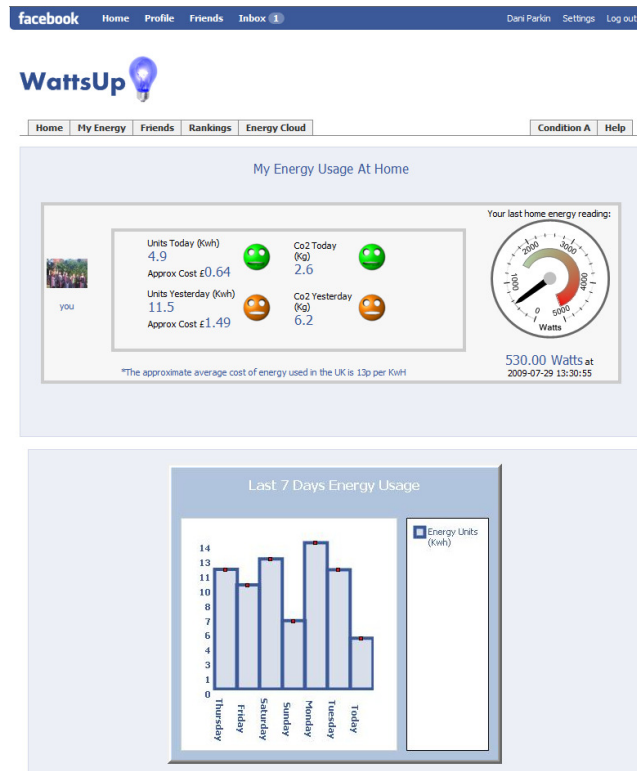 facebook Home Profile Friends Inbox 1 Dani Parkin Settings Log out
WattsUp
Home My Energy Friends Rankings Energy Cloud Condition A Help
My Energy Usage At Home
Your last home energy reading:
Units Today (Kwh)
4.9
Approx Cost £0.64
Co2 Today
(Kg)
2.6
you
Units Yesterday (Kwh)
11.5
Approx Cost £1.49
Co2 Yesterday
(Kg)
6.2
0 1000 2000 3000 4000 5000
Watts
530.00 Watts at
2009-07-29 13:30:55
*The approximate average cost of energy used in the UK is 13p per KwH
Last 7 Days Energy Usage
Energy Units
(Kwh)
14
13
11
10
8
7
6
4
3
1
0
Thursday
Friday
Saturday
Sunday
Monday
Tuesday
Today